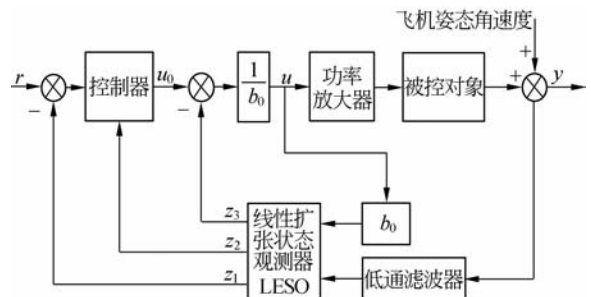 飞机姿态角速度
+
r
−
控制器
u₀
−
1
b₀
u
功率
放大器
被控对象
+
y
z₃
z₂
z₁
线性扩
张状态
观测器
LESO
b₀
低通滤波器